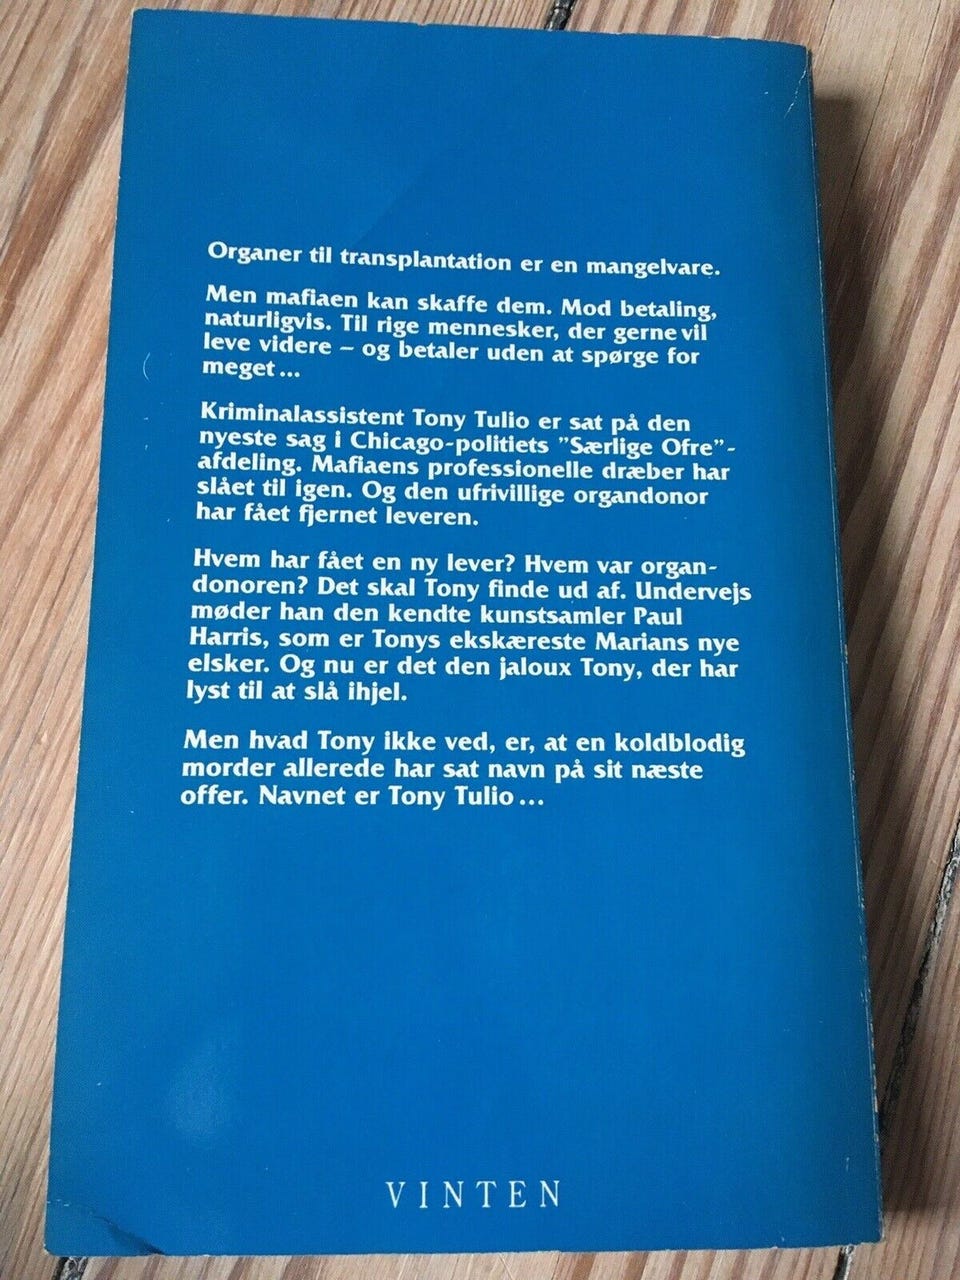 Organer til transplantation er en mangelvare.
Men mafiaen kan skaffe dem. Mod betaling,
naturligvis. Til rige mennesker, der gerne vil
leve videre – og betaler uden at spørge for
meget...
Kriminalassistent Tony Tulio er sat på den
nyeste sag i Chicago-politiets ”Særlige Ofre”-
afdeling. Mafiaens professionelle dræber har
slået til igen. Og den ufrivillige organdonor
har fået fjernet leveren.
Hvem har fået en ny lever? Hvem var organ-
donoren? Det skal Tony finde ud af. Undervejs
møder han den kendte kunstsamler Paul
Harris, som er Tonys ekskæreste Marians nye
elsker. Og nu er det den jaloux Tony, der har
lyst til at slå ihjel.
Men hvad Tony ikke ved, er, at en koldblodig
morder allerede har sat navn på sit næste
offer. Navnet er Tony Tulio...
VINTEN